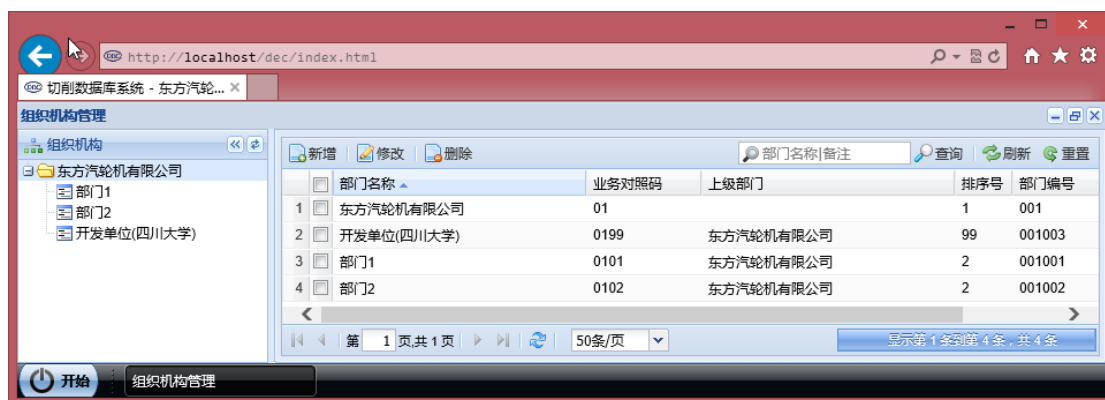 http://localhost/dec/index.html
切削数据库系统 - 东方汽轮...
组织机构管理
组织机构
东方汽轮机有限公司
部门1
部门2
开发单位(四川大学)
新增 修改 删除 部门名称|备注 查询 刷新 重置
部门名称 业务对照码 上级部门 排序号 部门编号
1 东方汽轮机有限公司 01 1 001
2 开发单位(四川大学) 0199 东方汽轮机有限公司 99 001003
3 部门1 0101 东方汽轮机有限公司 2 001001
4 部门2 0102 东方汽轮机有限公司 2 001002
第 1 页,共 1 页 50条/页 显示第 1 条到第 4 条，共 4 条
开始 组织机构管理